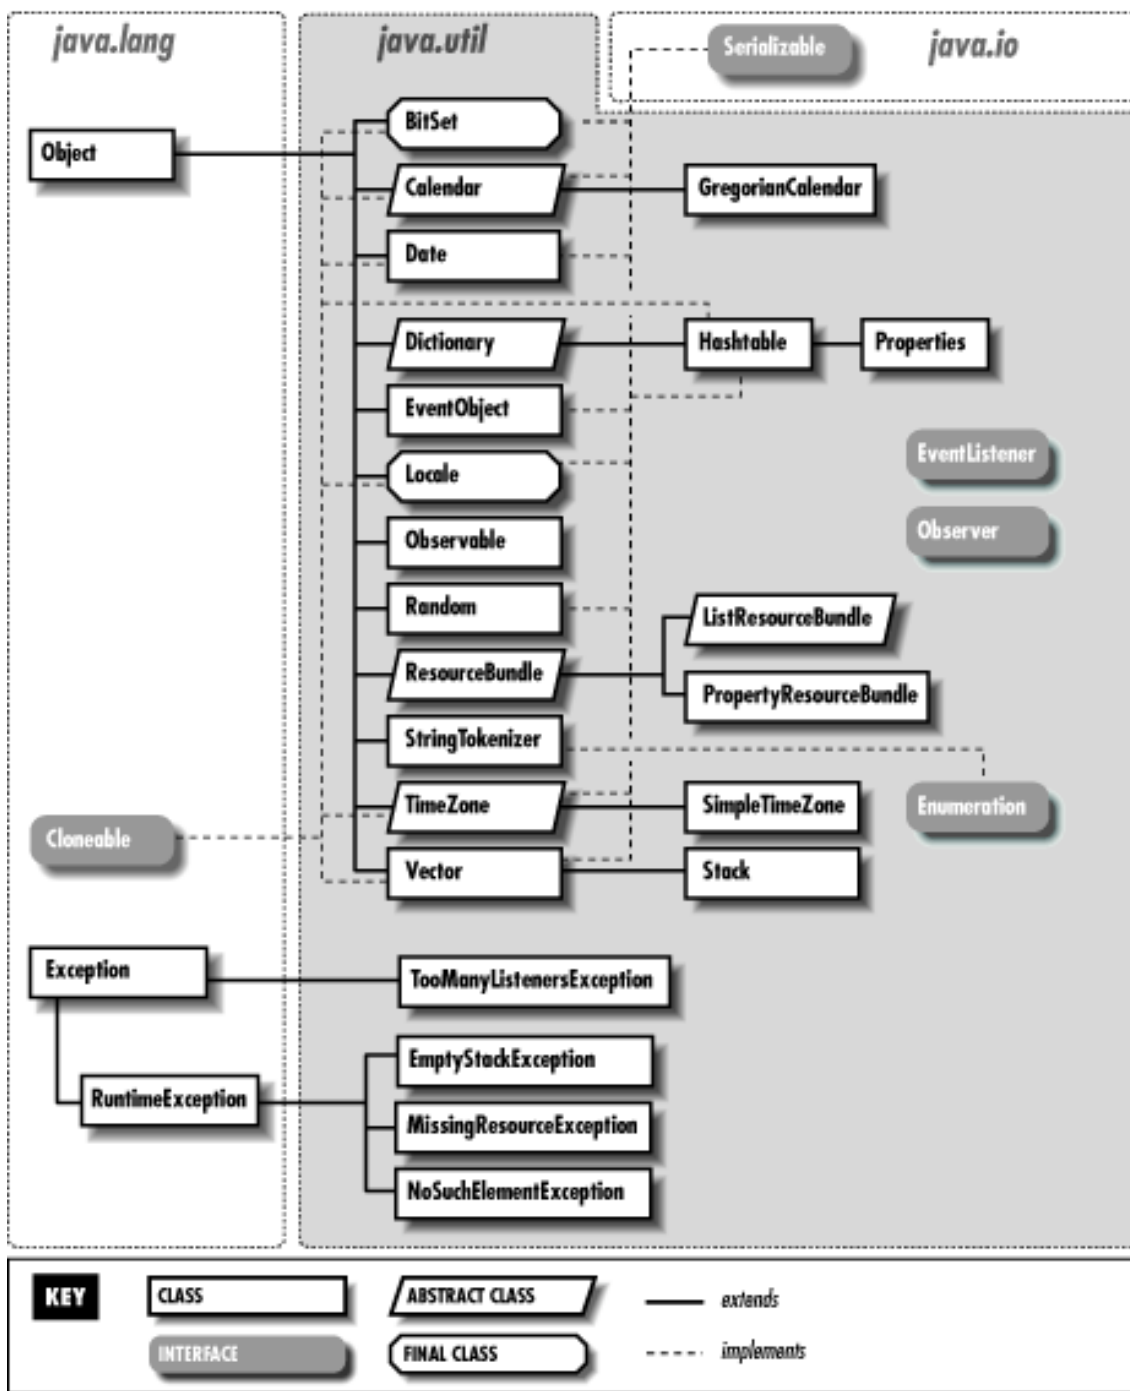 java.lang
java.util
java.io
Serializable
BitSet
Object
Calendar
GregorianCalendar
Date
Dictionary
Hashtable
Properties
EventObject
EventListener
Locale
Observer
Observable
Random
ListResourceBundle
ResourceBundle
PropertyResourceBundle
StringTokenizer
TimeZone
SimpleTimeZone
Enumeration
Cloneable
Vector
Stack
Exception
TooManyListenersException
EmptyStackException
RuntimeException
MissingResourceException
NoSuchElementException
KEY
CLASS
ABSTRACT CLASS
extends
INTERFACE
FINAL CLASS
implements